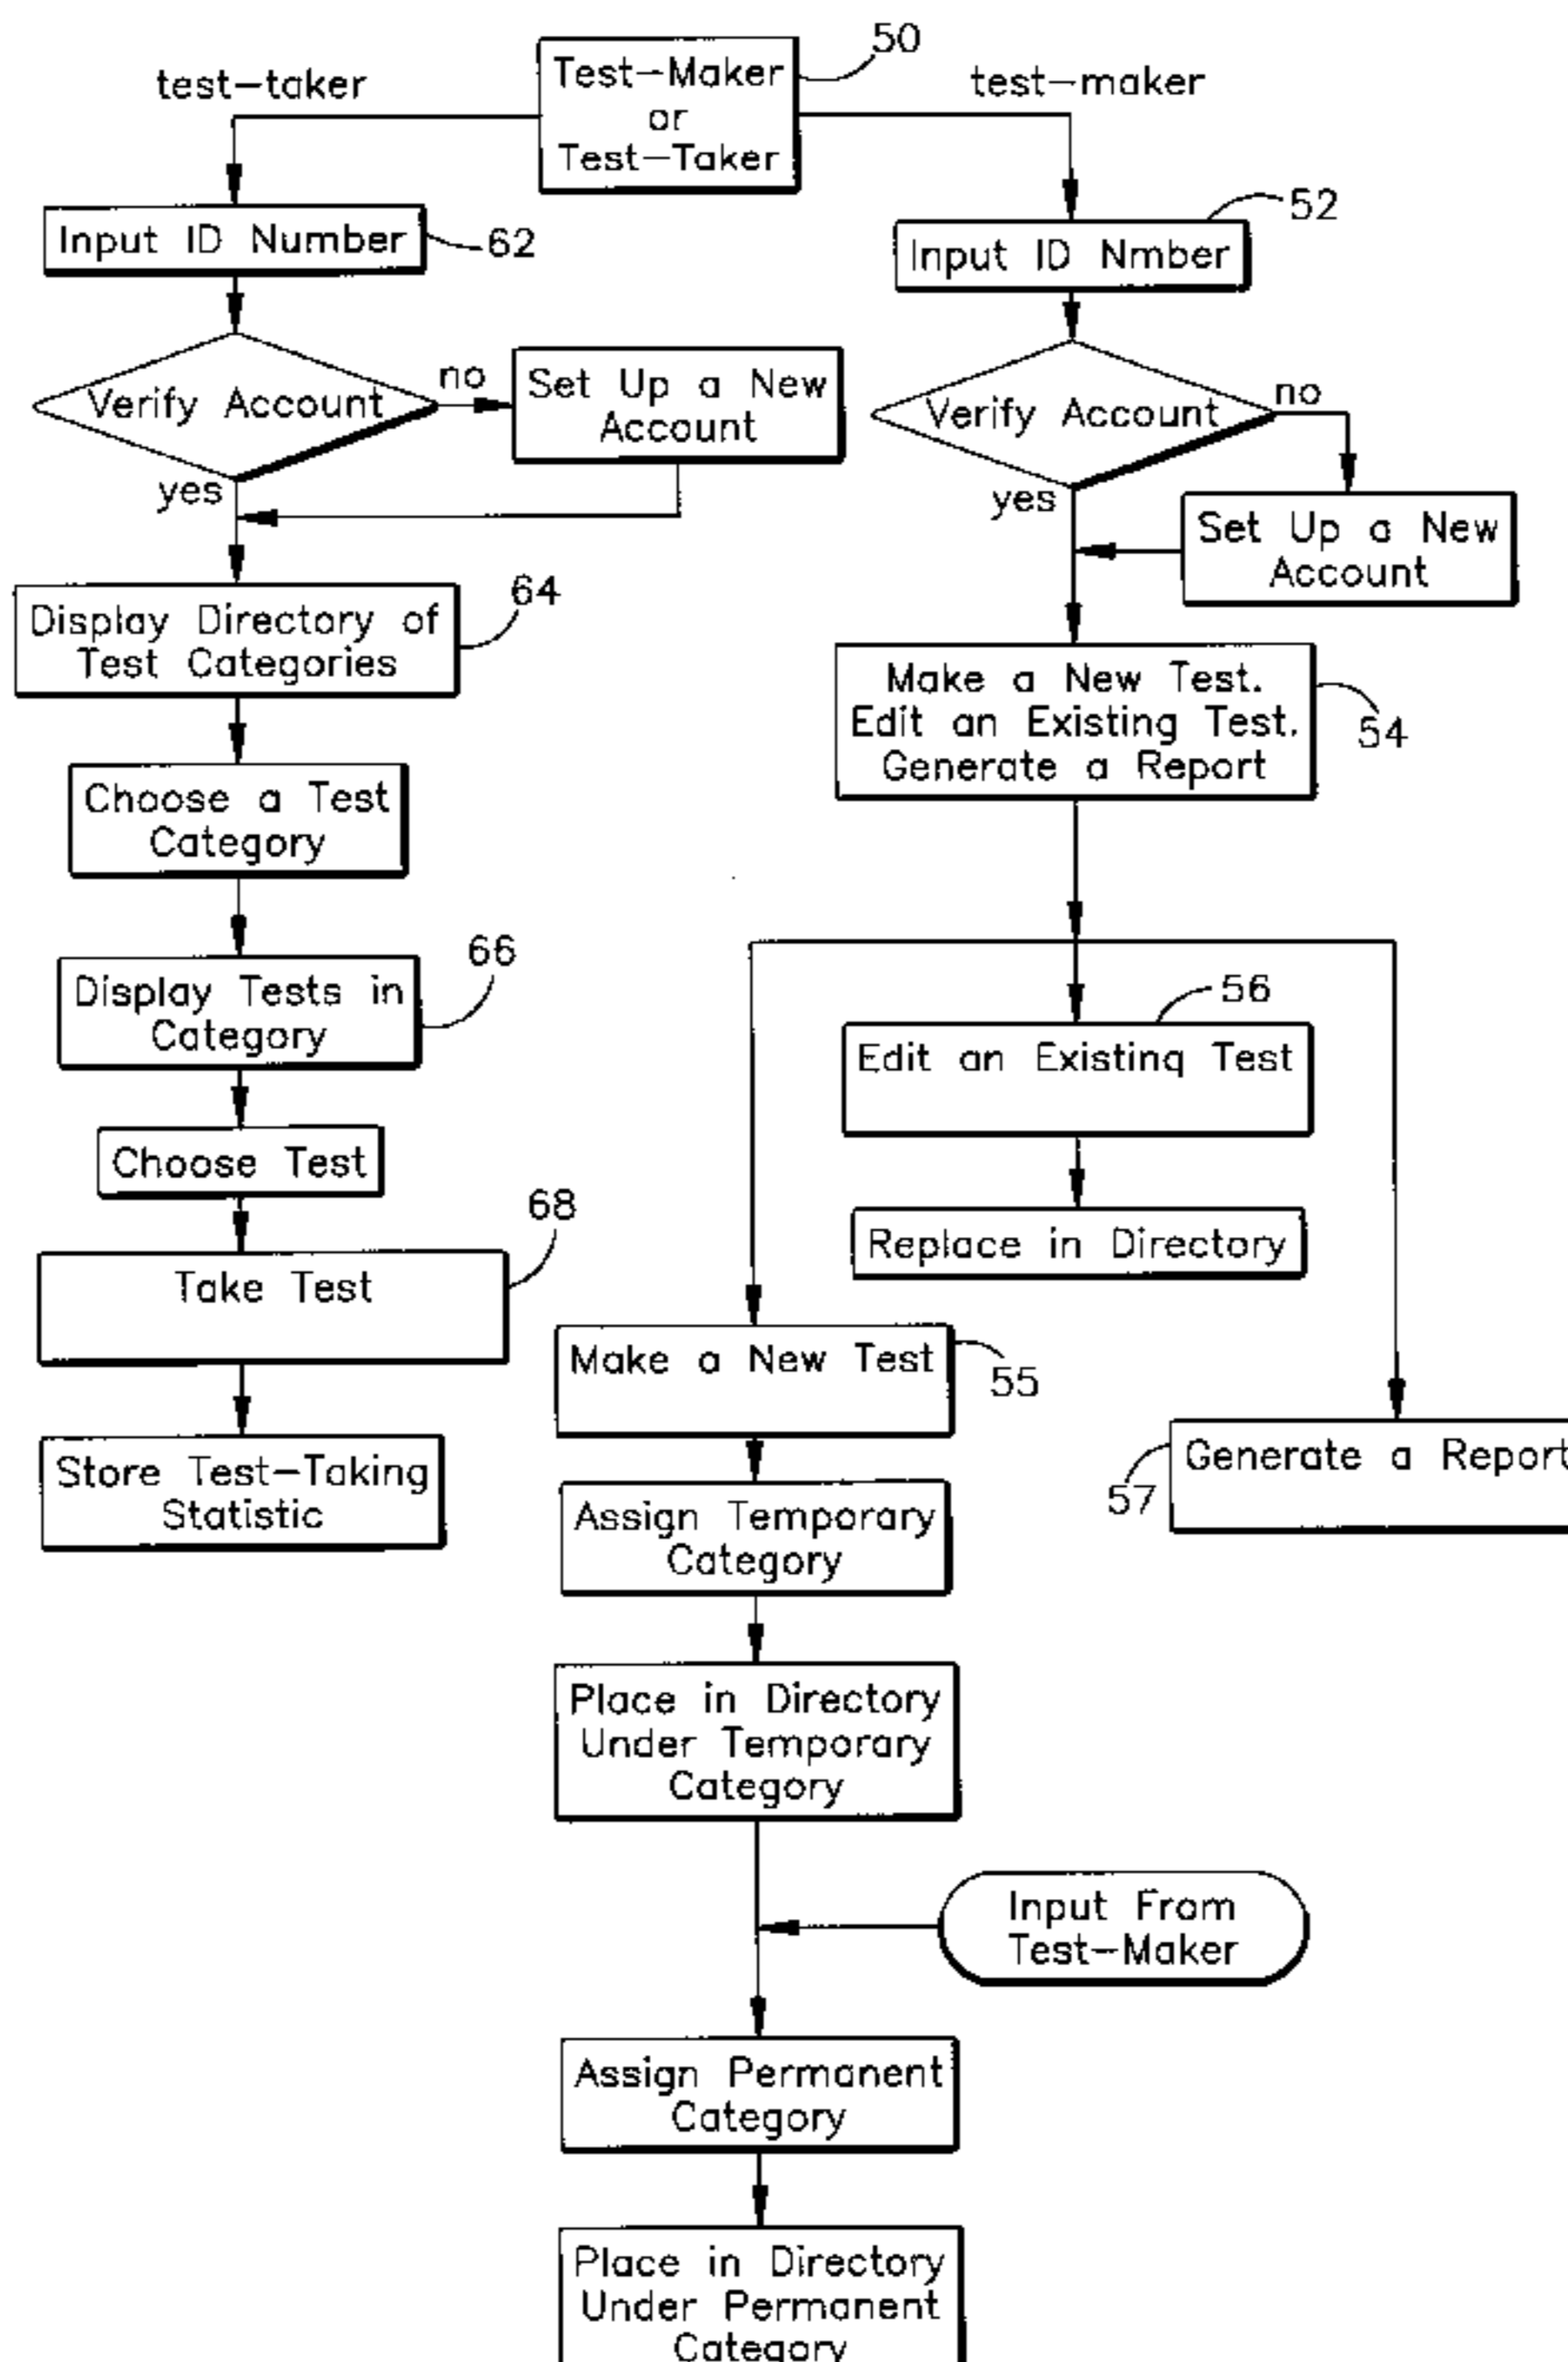 50
test-taker
Test-Maker
or
Test-Taker
test-maker
Input ID Number
62
52
Input ID Nmber
Verify Account
no
yes
Set Up a New
Account
Verify Account
no
yes
Set Up a New
Account
Display Directory of
Test Categories
64
Make a New Test.
Edit an Existing Test.
Generate a Report
54
Choose a Test
Category
Display Tests in
Category
66
56
Edit an Existing Test
Choose Test
Replace in Directory
68
Take Test
Make a New Test
55
Store Test-Taking
Statistic
57
Generate a Report
Assign Temporary
Category
Place in Directory
Under Temporary
Category
Input From
Test-Maker
Assign Permanent
Category
Place in Directory
Under Permanent
Category